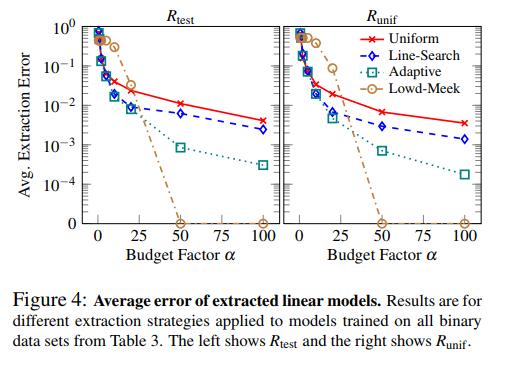 R_test
R_unif
Avg. Extraction Error
10^0
10^−1
10^−2
10^−3
10^−4
0
Uniform
Line-Search
Adaptive
Lowd-Meek
0 25 50 75 100
0 25 50 75 100
Budget Factor α
Budget Factor α
Figure 4: Average error of extracted linear models. Results are for
different extraction strategies applied to models trained on all binary
data sets from Table 3. The left shows R_test and the right shows R_unif.